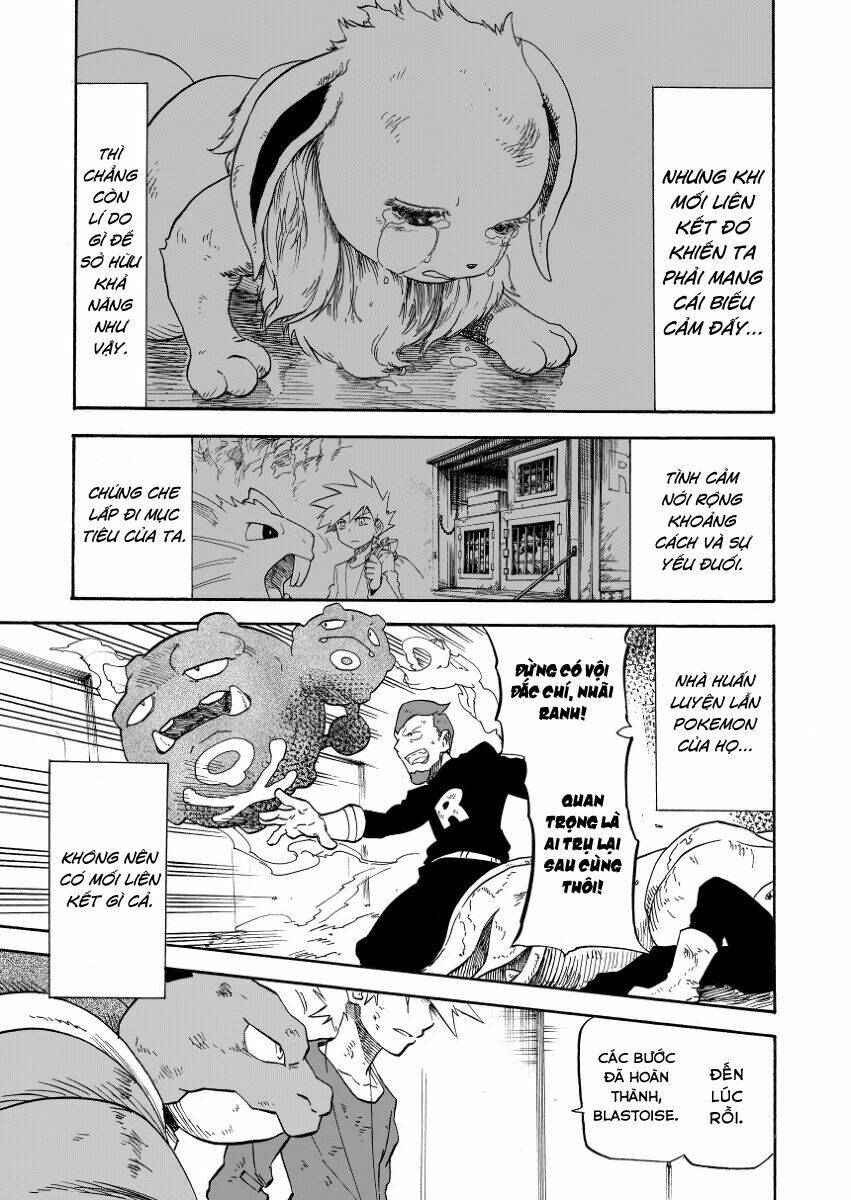 NHƯNG KHI
MỐI LIÊN
KẾT ĐÓ
KHIẾN TA
PHẢI MANG
CÁI BIỂU
CẢM ĐẤY...
THÌ
CHẲNG
CÒN
LÍ DO
GÌ ĐỂ
SỞ HỮU
KHẢ
NĂNG
NHƯ
VẬY.
TÌNH CẢM
NỚI RỘNG
KHOẢNG
CÁCH VÀ SỰ
YẾU ĐUỐI.
R
CHÚNG CHE
LẤP ĐI MỤC
TIÊU CỦA TA.
NHÀ HUẤN
LUYỆN LẪN
POKEMON
CỦA HỌ...
ĐỪNG CÓ VỘI
ĐẮC CHÍ, NHÃI
RANH!
QUAN
TRỌNG LÀ
AI TRỤ LẠI
SAU CÙNG
THÔI!
R
KHÔNG NÊN
CÓ MỐI LIÊN
KẾT GÌ CẢ.
ĐẾN
LÚC
RỒI.
CÁC BƯỚC
ĐÃ HOÀN
THÀNH,
BLASTOISE.